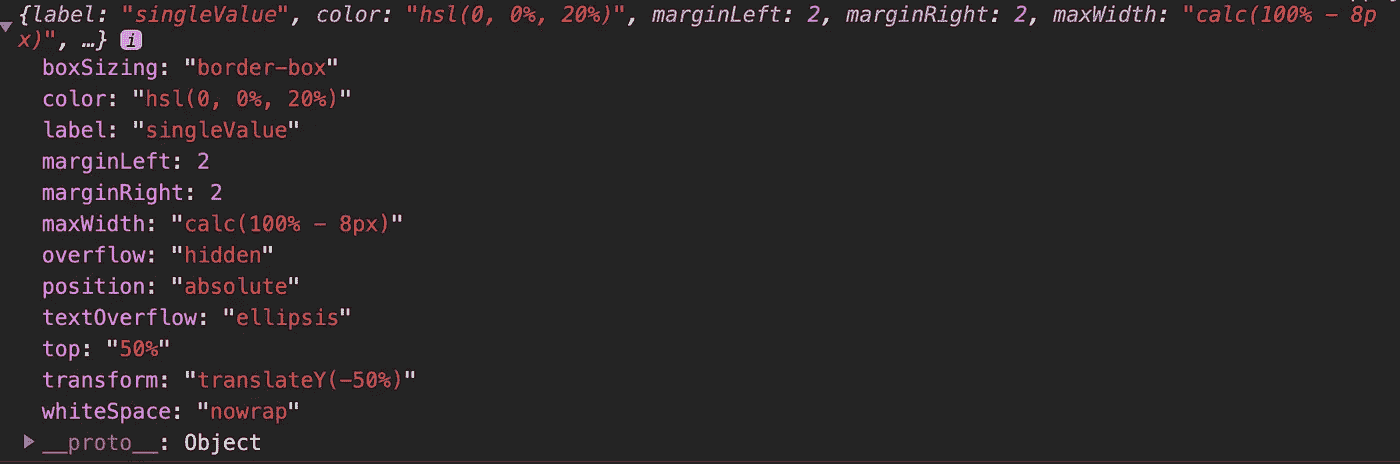 {label: "singleValue", color: "hsl(0, 0%, 20%)", marginLeft: 2, marginRight: 2, maxWidth: "calc(100% – 8p
x)", …} i
boxSizing: "border-box"
color: "hsl(0, 0%, 20%)"
label: "singleValue"
marginLeft: 2
marginRight: 2
maxWidth: "calc(100% – 8px)"
overflow: "hidden"
position: "absolute"
textOverflow: "ellipsis"
top: "50%"
transform: "translateY(-50%)"
whiteSpace: "nowrap"
__proto__: Object